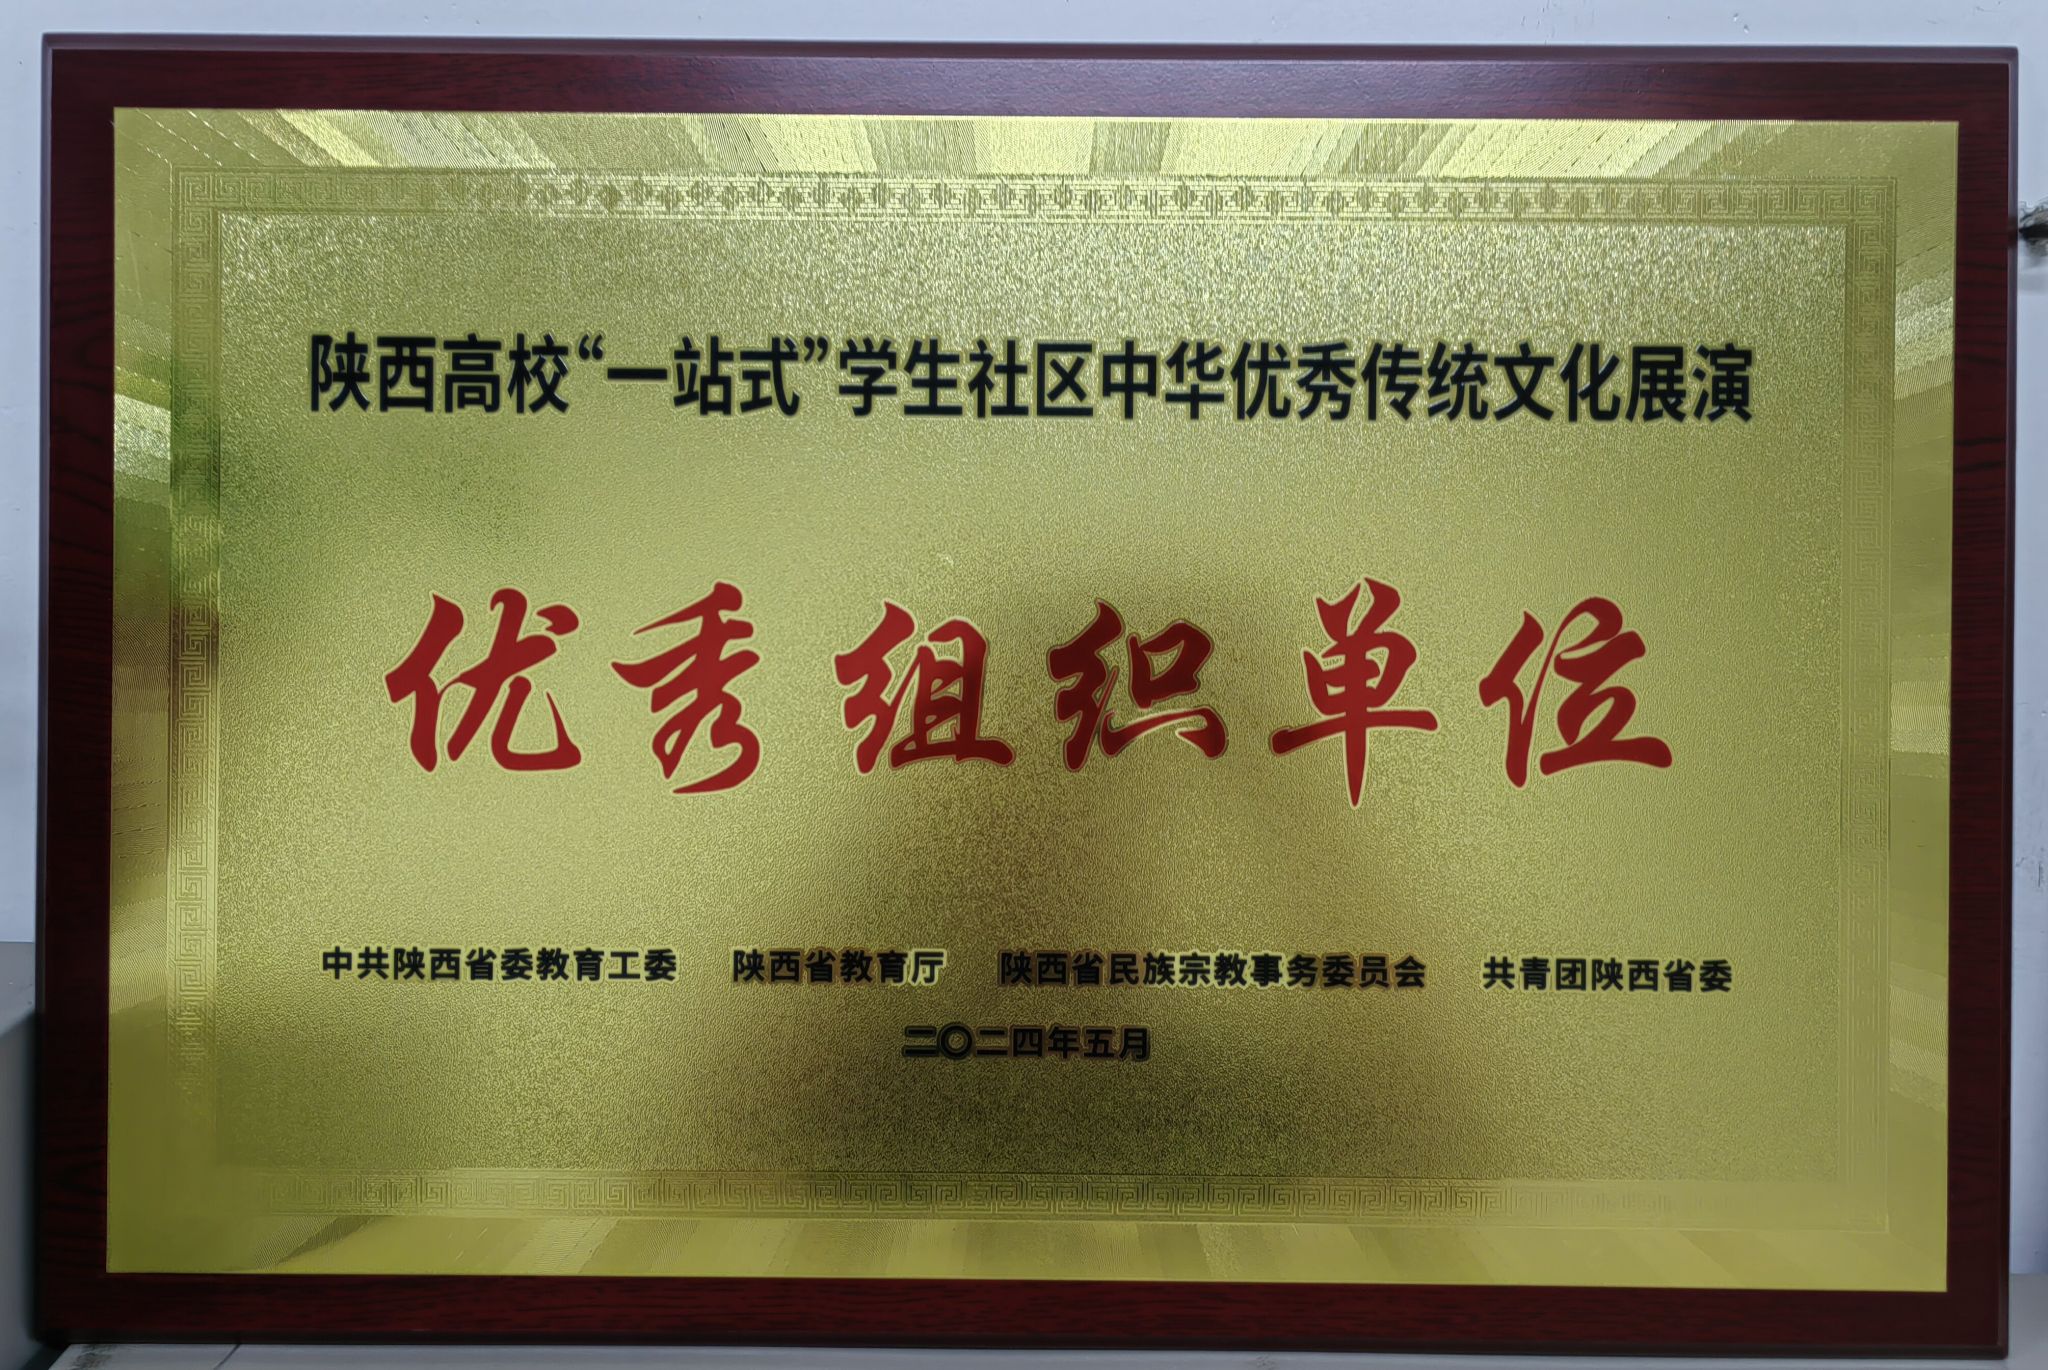 陕西高校“一站式”学生社区中华优秀传统文化展演
优秀组织单位
中共陕西省委教育工委 陕西省教育厅 陕西省民族宗教事务委员会 共青团陕西省委
二〇二四年五月